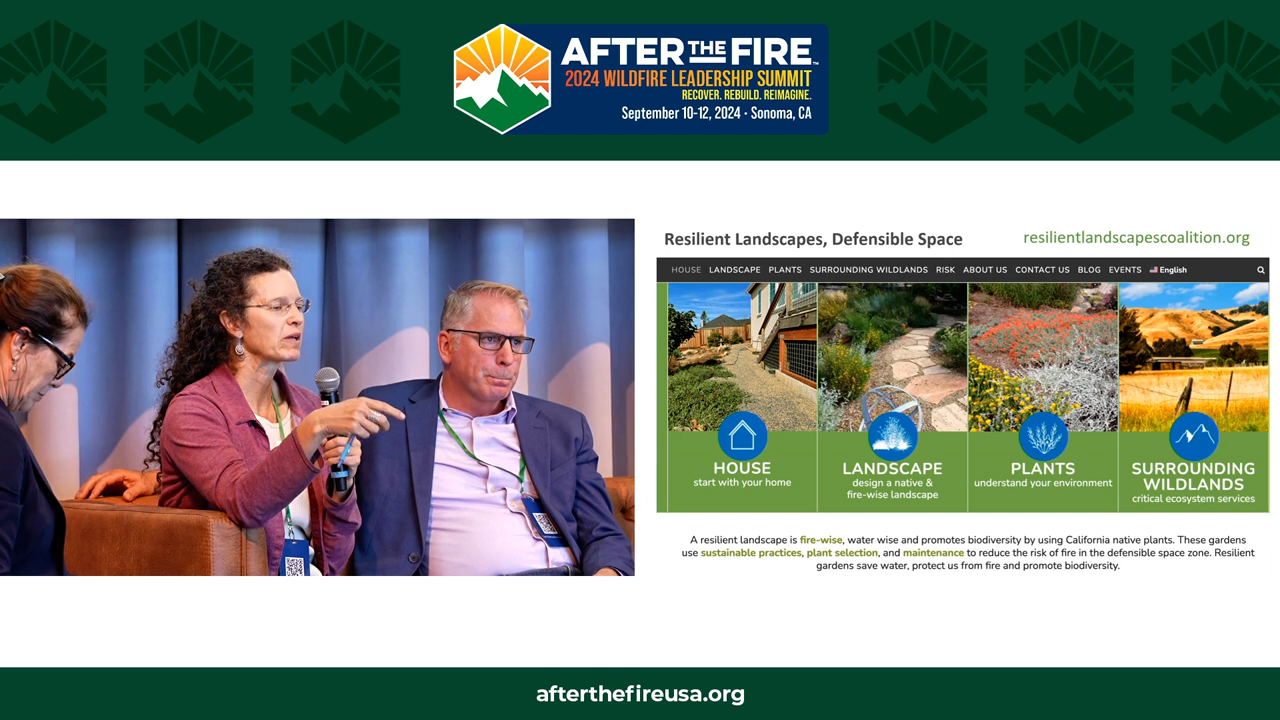 AFTER THE FIRE™
2024 WILDFIRE LEADERSHIP SUMMIT
RECOVER. REBUILD. REIMAGINE.
September 10-12, 2024 · Sonoma, CA
Resilient Landscapes, Defensible Space
resilientlandscapescoalition.org
HOUSE LANDSCAPE PLANTS SURROUNDING WILDLANDS RISK ABOUT US CONTACT US BLOG EVENTS English
HOUSE
start with your home
LANDSCAPE
design a native &
fire-wise landscape
PLANTS
understand your environment
SURROUNDING
WILDLANDS
critical ecosystem services
A resilient landscape is fire-wise, water wise and promotes biodiversity by using California native plants. These gardens
use sustainable practices, plant selection, and maintenance to reduce the risk of fire in the defensible space zone. Resilient
gardens save water, protect us from fire and promote biodiversity.
afterthefireusa.org